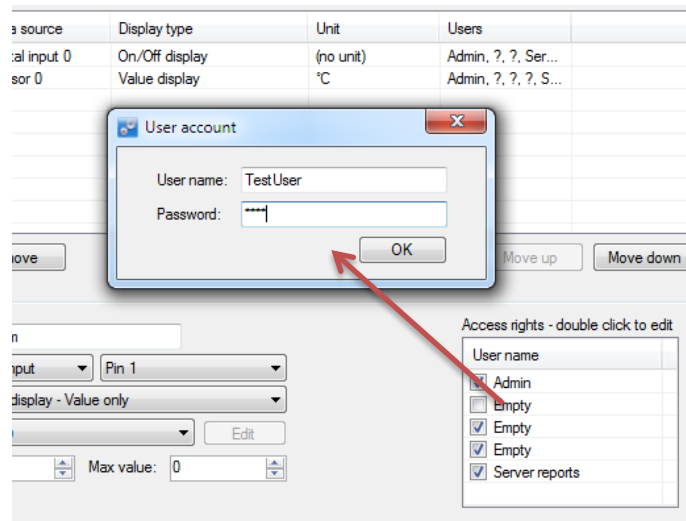 a source Display type Unit Users
tal input 0 On/Off display (no unit) Admin, ?, ?, Ser...
sor 0 Value display °C Admin, ?, ?, ?, S...
User account
User name: TestUser
Password: ****
OK
ove Move up Move down
Access rights - double click to edit
m
User name
nput Pin 1
Admin
display - Value only
Empty
Empty
Edit
Empty
Max value: 0
Server reports